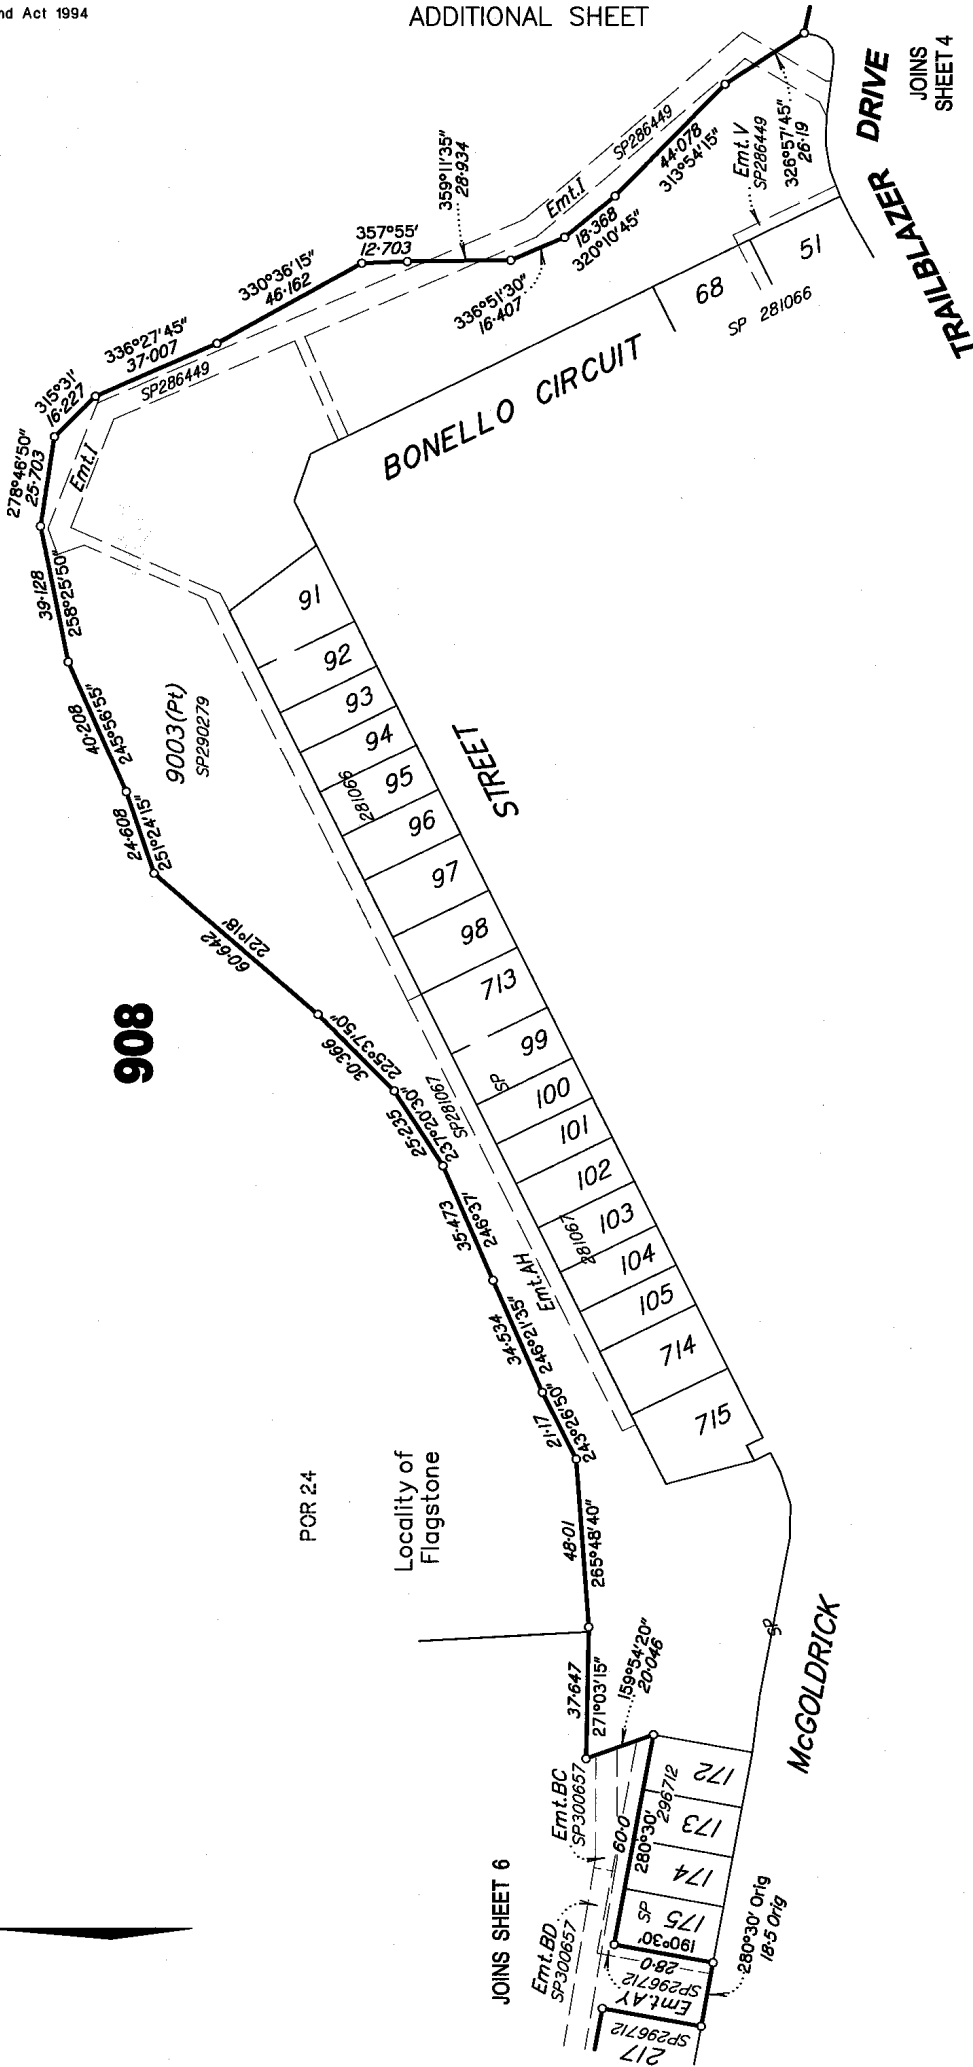 nd Act 1994
ADDITIONAL SHEET
JOINS
SHEET 4
TRAILBLAZER DRIVE
326°57'45"
26·19
Emt.V
SP286449
44·078
313°54'15"
SP286449
Emt.I
18·368
320°10'45"
359°11'35"
28·934
336°51'30"
16·407
357°55'
12·703
330°36'15"
46·162
336°27'45"
37·007
SP286449
315°31'
16·227
Emt.I
278°46'50"
25·703
39·128
258°25'50"
40·208
245°56'55"
24·608
251°24'15"
9003(Pt)
SP290279
60·642
221°18'
30·366
225°37'50"
25·235
237°20'30"
SP281067
35·473
246°37'
34·534
246°21'35"
Emt.AH
21·17
243°26'50"
48·01
265°48'40"
37·647
271°03'15"
159°54'20"
20·046
51
68
SP 281066
BONELLO CIRCUIT
91
92
93
94
95
281066
96
97
98
713
99
SP
100
101
102
103
281067
104
105
714
715
STREET
908
POR 24
Locality of
Flagstone
SP
McGOLDRICK
172
296712
173
174
175
SP
60·0
280°30'
190°30'
28·0
Emt.AY
SP296712
217
SP296712
280°30' Orig
18·5 Orig
Emt.BC
SP300657
Emt.BD
SP300657
JOINS SHEET 6